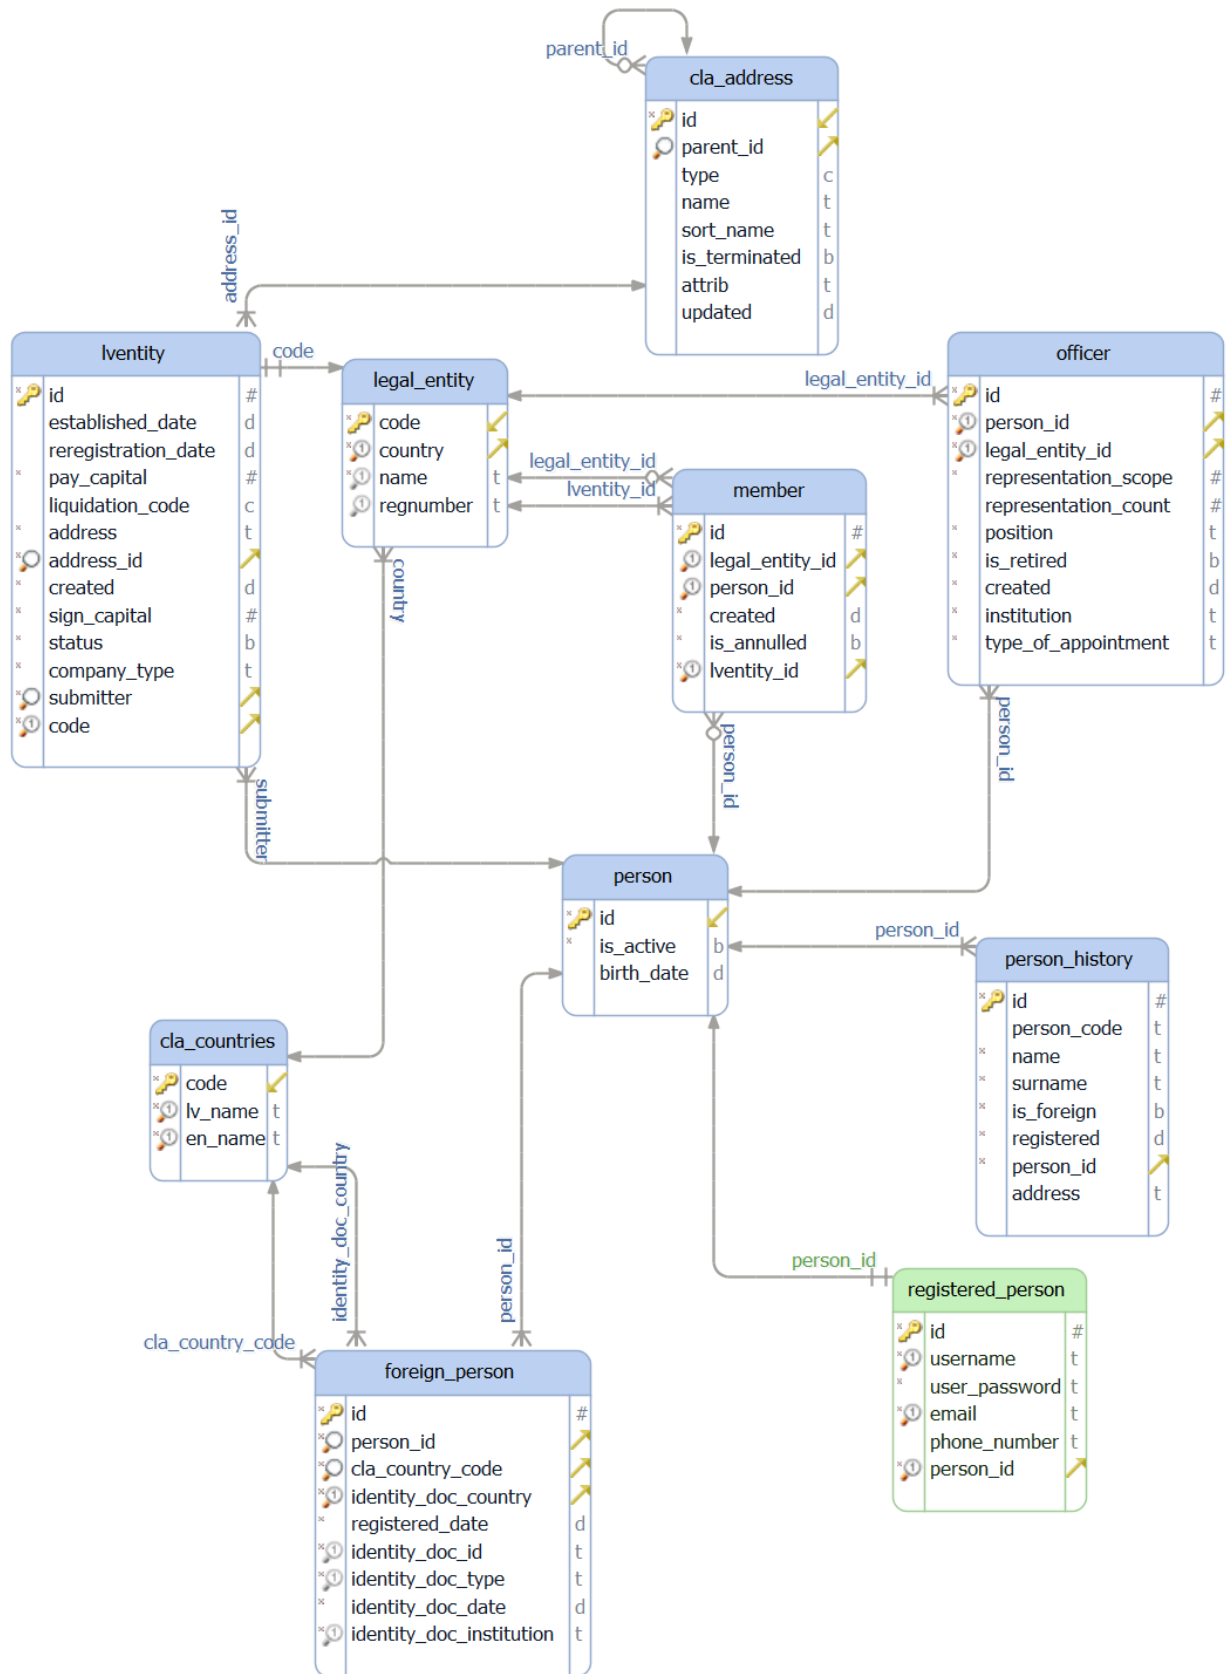 parent_id
cla_address
id
parent_id
type c
name t
sort_name t
is_terminated b
attrib t
updated d
address_id
lventity
id #
established_date d
reregistration_date d
pay_capital #
liquidation_code c
address t
address_id
created d
sign_capital #
status b
company_type t
submitter
code
code
legal_entity
code
country
name t
regnumber t
legal_entity_id
officer
id #
person_id
legal_entity_id
representation_scope #
representation_count #
position t
is_retired b
created d
institution t
type_of_appointment t
legal_entity_id
lventity_id
member
id #
legal_entity_id
person_id
created d
is_annulled b
lventity_id
country
submitter
person_id
person_id
person
id
is_active b
birth_date d
person_id
person_history
id #
person_code t
name t
surname t
is_foreign b
registered d
person_id
address t
cla_countries
code
lv_name t
en_name t
identity_doc_country
person_id
cla_country_code
person_id
registered_person
id #
username t
user_password t
email t
phone_number t
person_id
foreign_person
id #
person_id
cla_country_code
identity_doc_country
registered_date d
identity_doc_id t
identity_doc_type t
identity_doc_date d
identity_doc_institution t